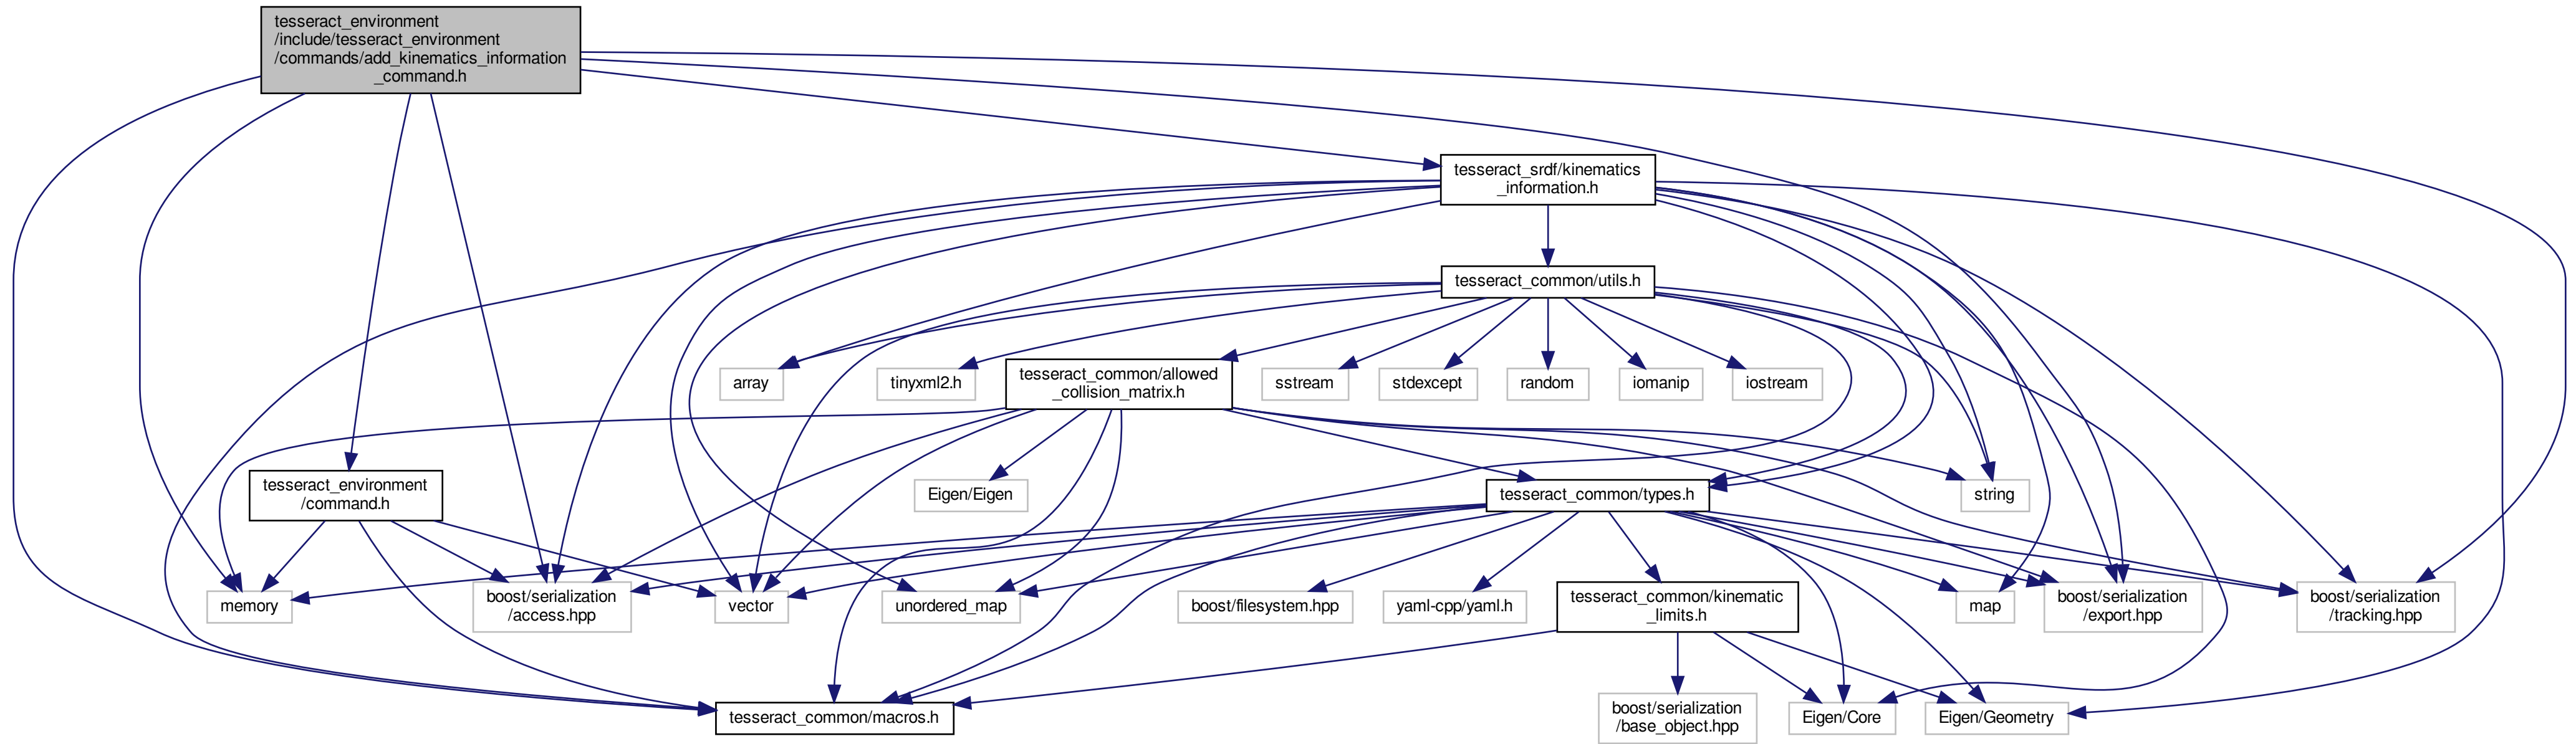 tesseract_environment
/include/tesseract_environment
/commands/add_kinematics_information
_command.h
tesseract_srdf/kinematics
_information.h
tesseract_common/utils.h
array
tinyxml2.h
tesseract_common/allowed
_collision_matrix.h
sstream
stdexcept
random
iomanip
iostream
tesseract_environment
/command.h
Eigen/Eigen
tesseract_common/types.h
string
memory
boost/serialization
/access.hpp
vector
unordered_map
boost/filesystem.hpp
yaml-cpp/yaml.h
tesseract_common/kinematic
_limits.h
map
boost/serialization
/export.hpp
boost/serialization
/tracking.hpp
tesseract_common/macros.h
boost/serialization
/base_object.hpp
Eigen/Core
Eigen/Geometry